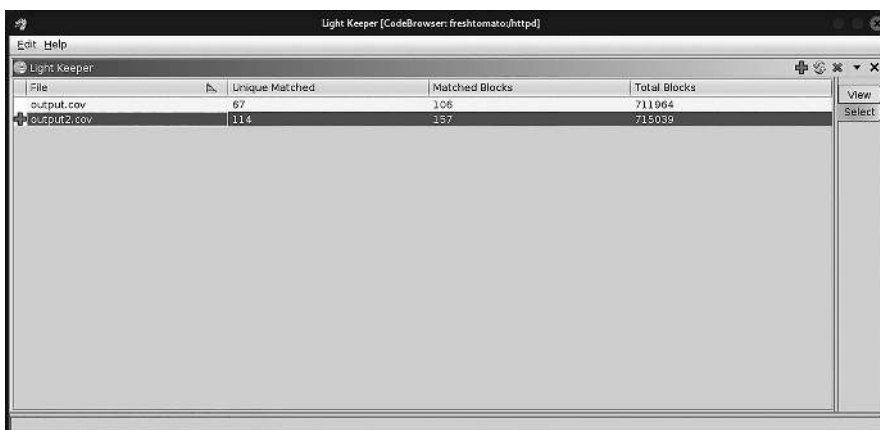 Light Keeper [CodeBrowser: freshtomato:/httpd]
Edit Help
Light Keeper
File Unique Matched Matched Blocks Total Blocks
output.cov 67 106 711964
output2.cov 114 157 715039
View
Select